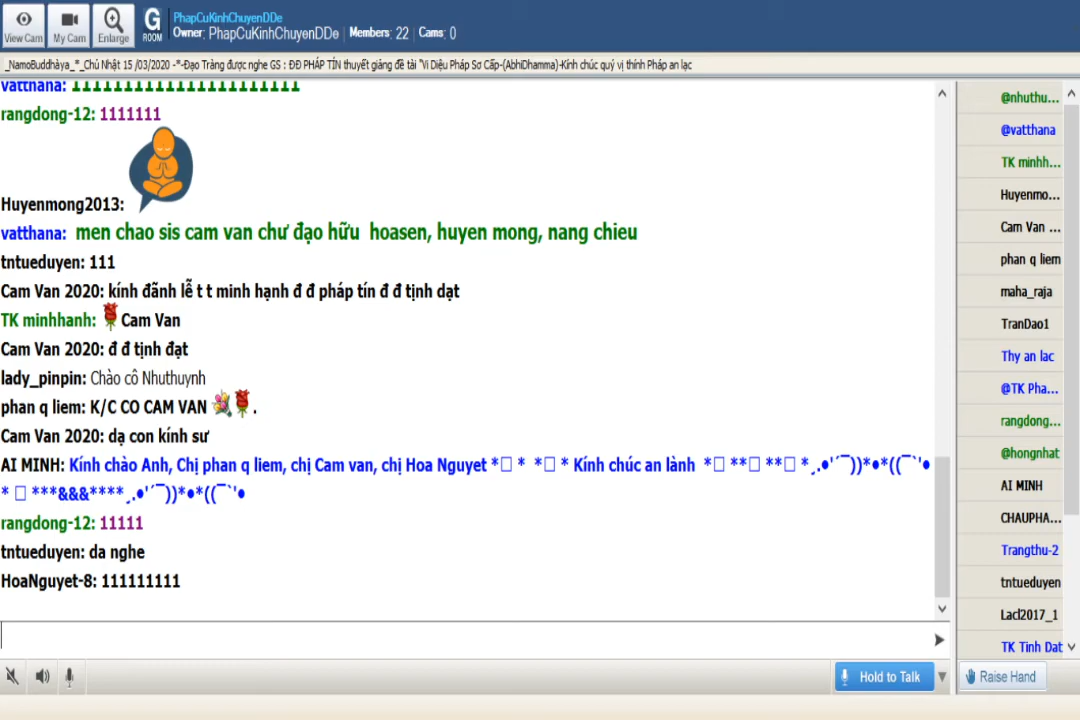 View Cam My Cam Enlarge G ROOM PhapCuKinhChuyenDDe
Owner: PhapCuKinhChuyenDDe Members: 22 Cams: 0
_NamoBuddhàya_*_Chủ Nhật 15 /03/2020 -*-Đạo Tràng được nghe GS : ĐĐ PHÁP TÍN thuyết giảng đề tài "Vi Diệu Pháp Sơ Cấp-(AbhiDhamma)-Kính chúc quý vị thính Pháp an lạc
vatthana:
rangdong-12: 1111111
Huyenmong2013:
vatthana: men chao sis cam van chư đạo hữu hoasen, huyen mong, nang chieu
tntueduyen: 111
Cam Van 2020: kính đãnh lễ t t minh hạnh đ đ pháp tín đ đ tịnh dạt
TK minhhanh: Cam Van
Cam Van 2020: đ đ tịnh đạt
lady_pinpin: Chào cô Nhuthuynh
phan q liem: K/C CO CAM VAN .
Cam Van 2020: dạ con kính sư
AI MINH: Kính chào Anh, Chị phan q liem, chị Cam van, chị Hoa Nguyet *□ * *□ * Kính chúc an lành *□ **□ **□ *¸.•'´¯))*•*((¯`'•
* □ ***&&&****¸.•'´¯))*•*((¯`'•
rangdong-12: 11111
tntueduyen: da nghe
HoaNguyet-8: 111111111
@nhuthu...
@vatthana
TK minhh...
Huyenmo...
Cam Van ...
phan q liem
maha_raja
TranDao1
Thy an lac
@TK Pha...
rangdong...
@hongnhat
AI MINH
CHAUPHA...
Trangthu-2
tntueduyen
Lacl2017_1
TK Tinh Dat
Hold to Talk
Raise Hand